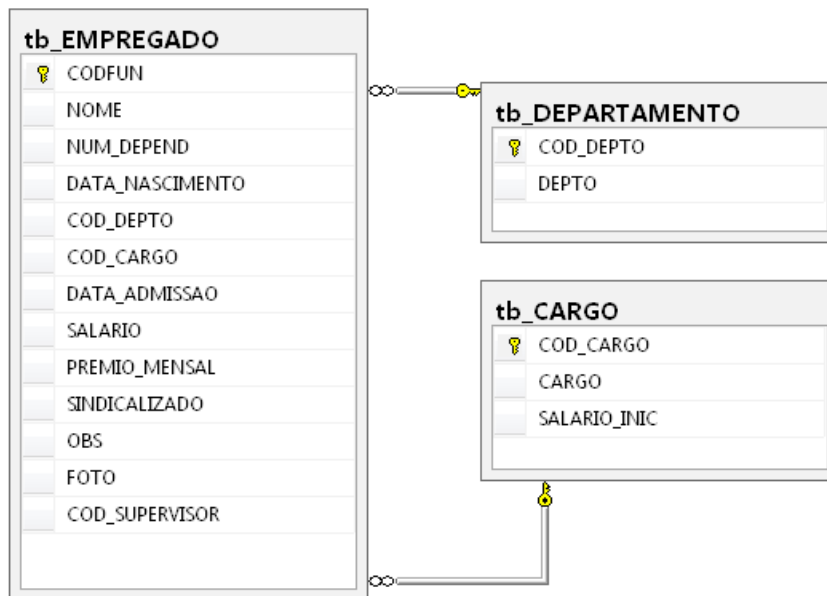 tb_EMPREGADO
CODFUN
NOME
NUM_DEPEND
DATA_NASCIMENTO
COD_DEPTO
COD_CARGO
DATA_ADMISSAO
SALARIO
PREMIO_MENSAL
SINDICALIZADO
OBS
FOTO
COD_SUPERVISOR
tb_DEPARTAMENTO
COD_DEPTO
DEPTO
tb_CARGO
COD_CARGO
CARGO
SALARIO_INIC